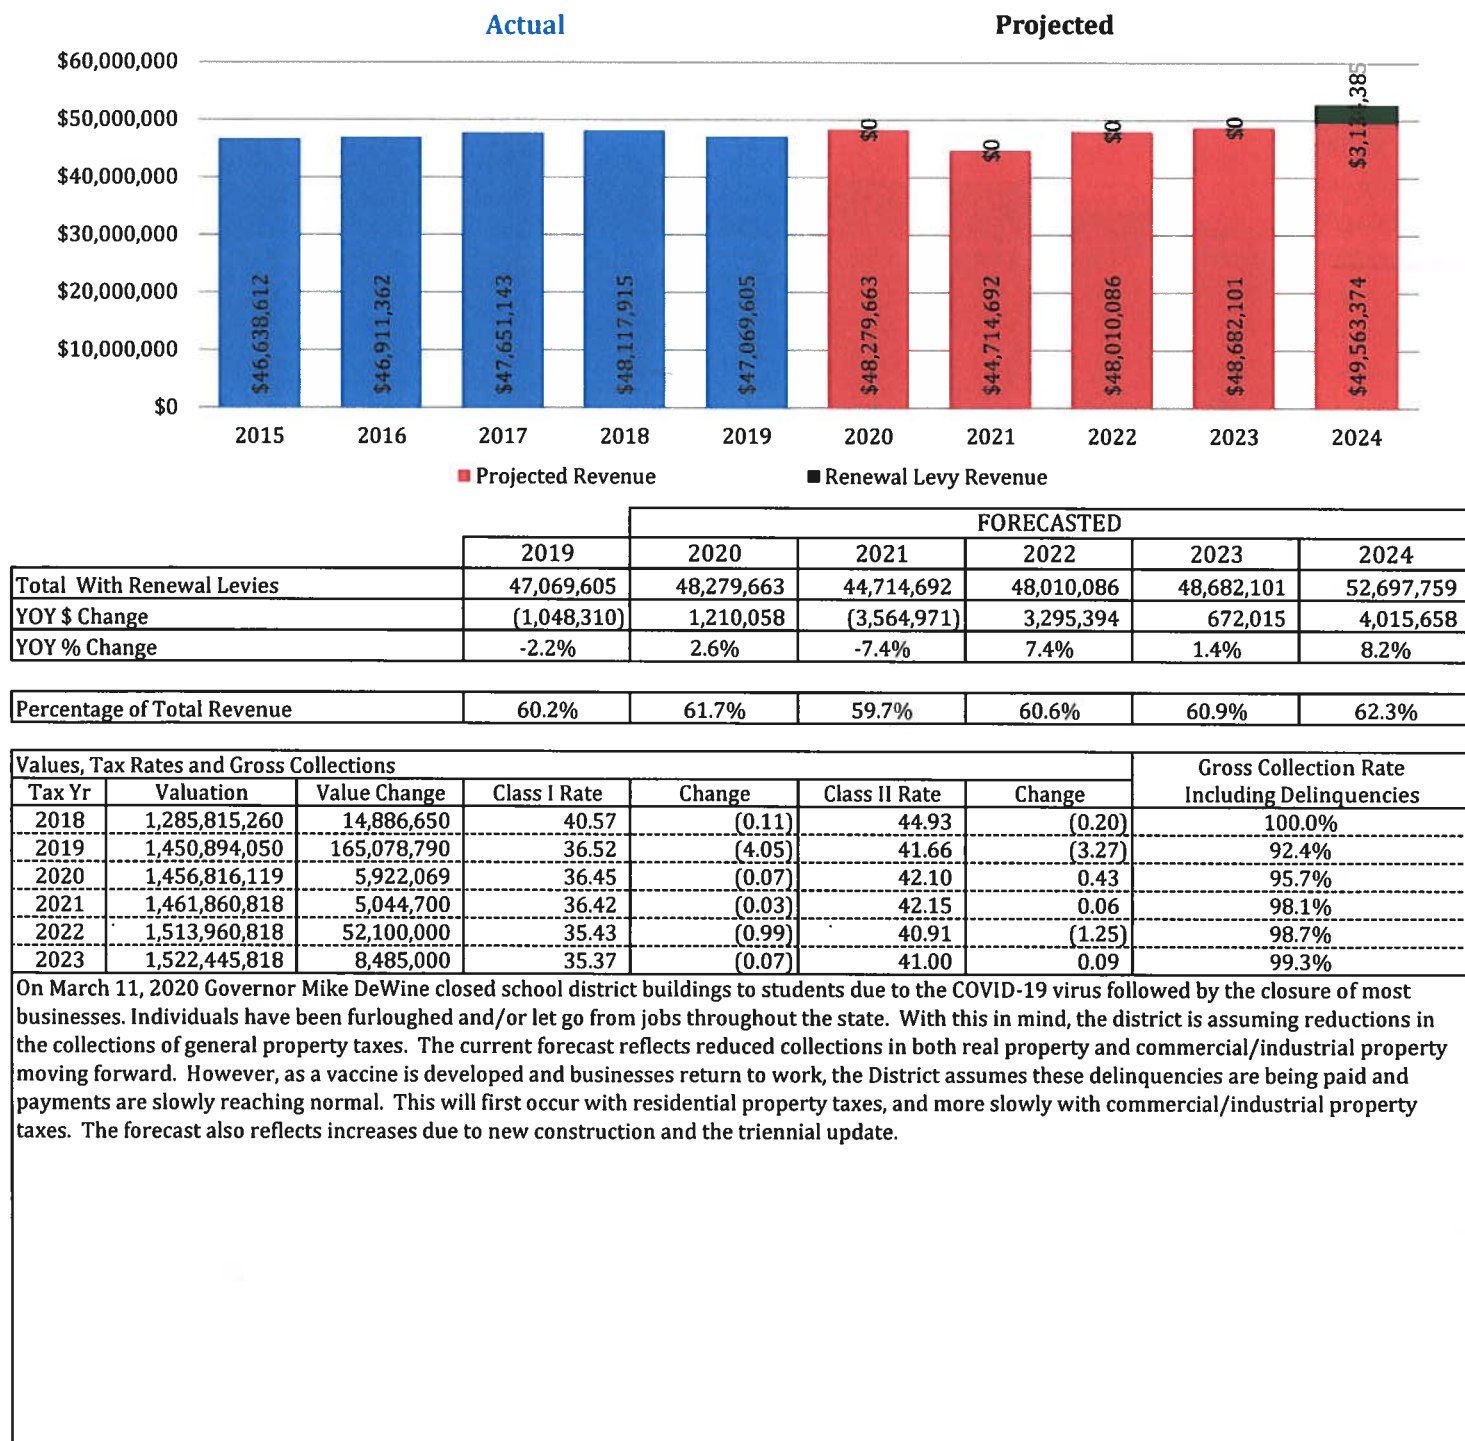 Actual Projected
$60,000,000
$50,000,000
$40,000,000
$30,000,000
$20,000,000
$10,000,000
$0
$46,638,612 $46,911,362 $47,651,143 $48,117,915 $47,069,605 $48,279,663 $44,714,692 $48,010,086 $48,682,101 $49,563,374
$0 $0 $0 $0 $3,134,385
2015 2016 2017 2018 2019 2020 2021 2022 2023 2024
Projected Revenue Renewal Levy Revenue
FORECASTED
2019 2020 2021 2022 2023 2024
Total With Renewal Levies 47,069,605 48,279,663 44,714,692 48,010,086 48,682,101 52,697,759
YOY $ Change (1,048,310) 1,210,058 (3,564,971) 3,295,394 672,015 4,015,658
YOY % Change -2.2% 2.6% -7.4% 7.4% 1.4% 8.2%
Percentage of Total Revenue 60.2% 61.7% 59.7% 60.6% 60.9% 62.3%
Values, Tax Rates and Gross Collections Gross Collection Rate
Tax Yr Valuation Value Change Class I Rate Change Class II Rate Change Including Delinquencies
2018 1,285,815,260 14,886,650 40.57 (0.11) 44.93 (0.20) 100.0%
2019 1,450,894,050 165,078,790 36.52 (4.05) 41.66 (3.27) 92.4%
2020 1,456,816,119 5,922,069 36.45 (0.07) 42.10 0.43 95.7%
2021 1,461,860,818 5,044,700 36.42 (0.03) 42.15 0.06 98.1%
2022 1,513,960,818 52,100,000 35.43 (0.99) 40.91 (1.25) 98.7%
2023 1,522,445,818 8,485,000 35.37 (0.07) 41.00 0.09 99.3%
On March 11, 2020 Governor Mike DeWine closed school district buildings to students due to the COVID-19 virus followed by the closure of most
businesses. Individuals have been furloughed and/or let go from jobs throughout the state. With this in mind, the district is assuming reductions in
the collections of general property taxes. The current forecast reflects reduced collections in both real property and commercial/industrial property
moving forward. However, as a vaccine is developed and businesses return to work, the District assumes these delinquencies are being paid and
payments are slowly reaching normal. This will first occur with residential property taxes, and more slowly with commercial/industrial property
taxes. The forecast also reflects increases due to new construction and the triennial update.